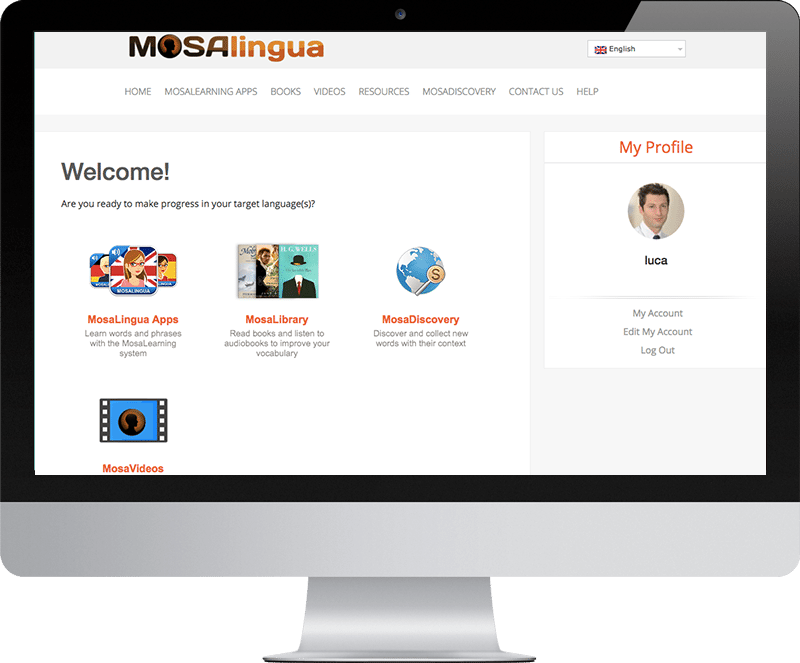 MOSAlingua
English
HOME MOSALEARNING APPS BOOKS VIDEOS RESOURCES MOSADISCOVERY CONTACT US HELP
Welcome!
Are you ready to make progress in your target language(s)?
MOSALINGUA
H. G. WELLS
MosaLingua Apps
Learn words and phrases
with the MosaLearning
system
MosaLibrary
Read books and listen to
audiobooks to improve your
vocabulary
S
MosaDiscovery
Discover and collect new
words with their context
MosaVideos
My Profile
luca
My Account
Edit My Account
Log Out